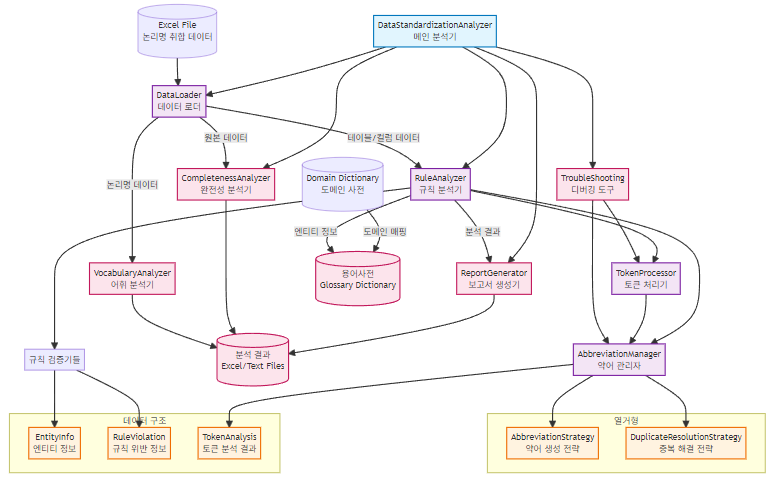 Excel File
논리명 취합 데이터
DataStandardizationAnalyzer
메인 분석기
DataLoader
데이터 로더
원본 데이터
테이블/컬럼 데이터
논리명 데이터
CompletenessAnalyzer
완전성 분석기
Domain Dictionary
도메인 사전
RuleAnalyzer
규칙 분석기
TroubleShooting
디버깅 도구
엔티티 정보
도메인 매핑
분석 결과
VocabularyAnalyzer
어휘 분석기
용어사전
Glossary Dictionary
ReportGenerator
보고서 생성기
TokenProcessor
토큰 처리기
규칙 검증기들
분석 결과
Excel/Text Files
AbbreviationManager
약어 관리자
데이터 구조
열거형
EntityInfo
엔티티 정보
RuleViolation
규칙 위반 정보
TokenAnalysis
토큰 분석 결과
AbbreviationStrategy
약어 생성 전략
DuplicateResolutionStrategy
중복 해결 전략